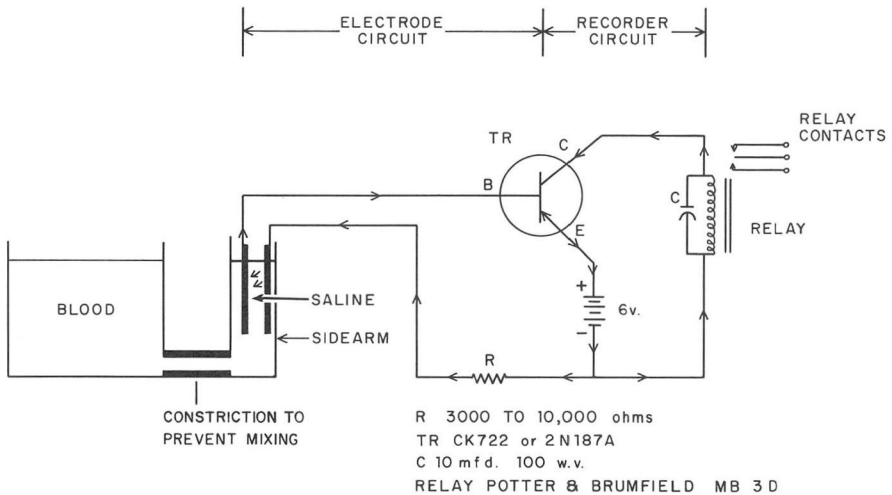 ELECTRODE CIRCUIT
RECORDER CIRCUIT
TR
C
B
E
RELAY CONTACTS
C
RELAY
+
6v.
-
BLOOD
SALINE
SIDEARM
R
CONSTRICTION TO
PREVENT MIXING
R 3000 TO 10,000 ohms
TR CK722 or 2N187A
C 10 mfd. 100 w.v.
RELAY POTTER & BRUMFIELD MB 3D